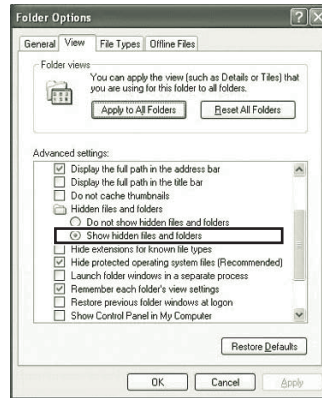 Folder Options
General View File Types Offline Files
Folder views
You can apply the view (such as Details or Tiles) that
you are using for this folder to all folders.
Apply to All Folders Reset All Folders
Advanced settings:
Display the full path in the address bar
Display the full path in the title bar
Do not cache thumbnails
Hidden files and folders
Do not show hidden files and folders
Show hidden files and folders
Hide extensions for known file types
Hide protected operating system files (Recommended)
Launch folder windows in a separate process
Remember each folder's view settings
Restore previous folder windows at logon
Show Control Panel in My Computer
Restore Defaults
OK Cancel Apply